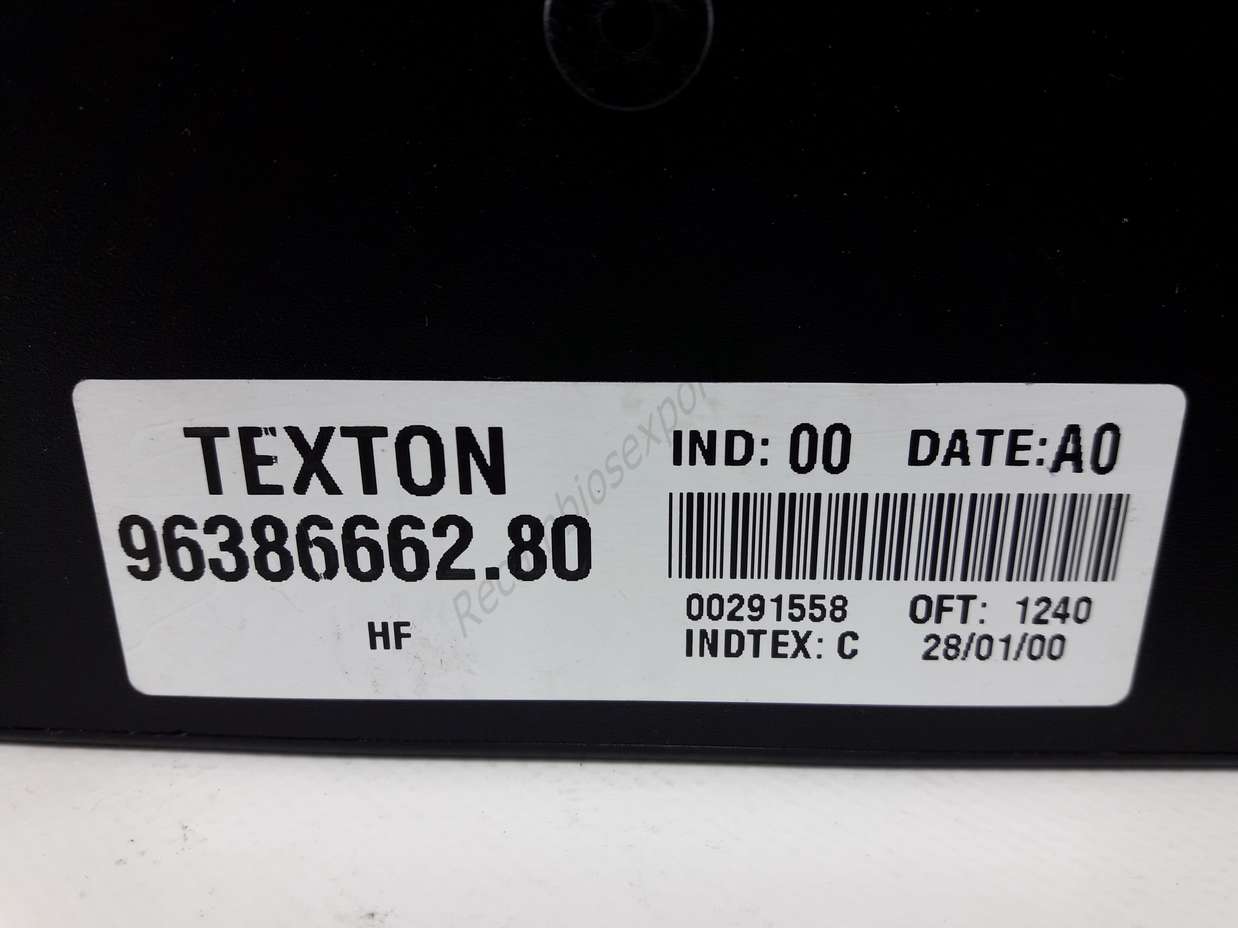 TEXTON
96386662.80
HF
IND: 00 DATE: A0
00291558 OFT: 1240
INDTEX: C 28/01/00